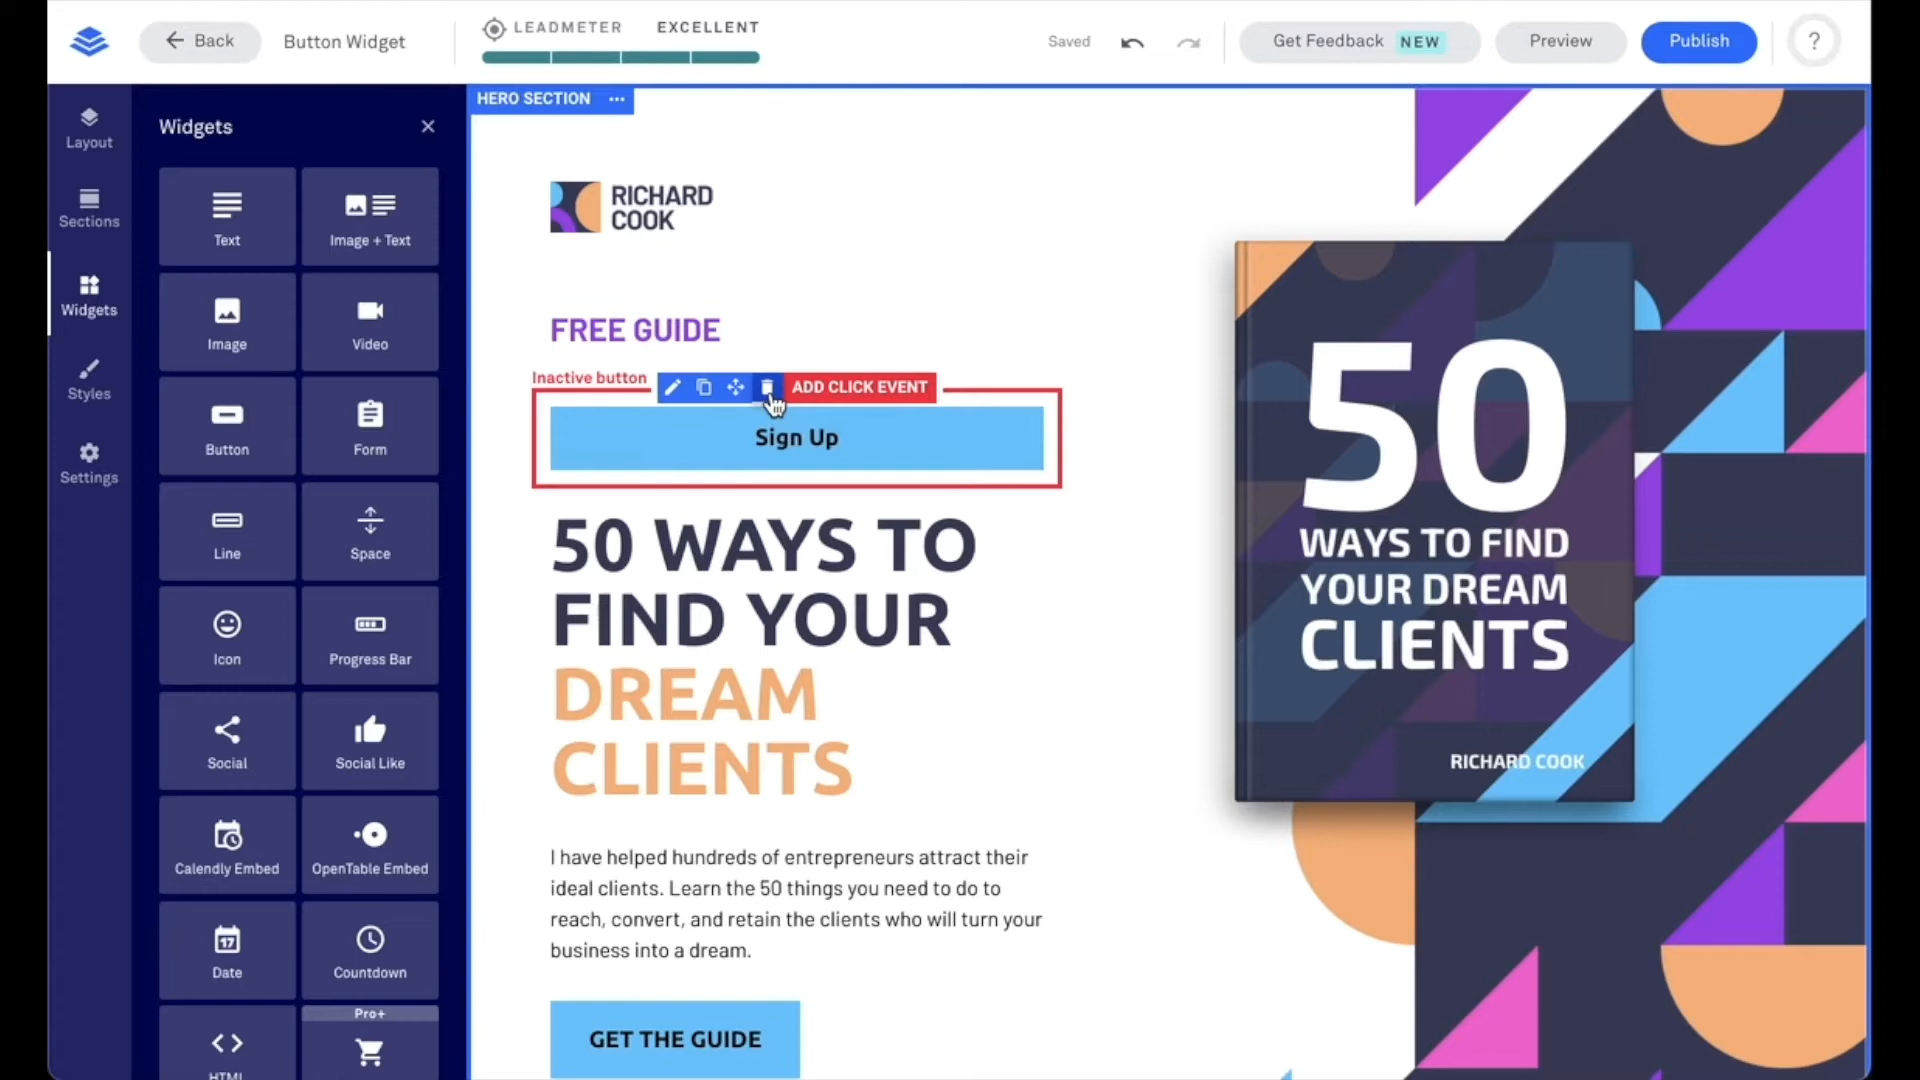 Back
Button Widget
LEADMETER
EXCELLENT
Saved
Get Feedback NEW
Preview
Publish
?
Layout
Sections
Widgets
Styles
Settings
Widgets
Text
Image + Text
Image
Video
Button
Form
Line
Space
Icon
Progress Bar
Social
Social Like
Calendly Embed
OpenTable Embed
17
Date
Countdown
HTML
Pro+
HERO SECTION
RICHARD
COOK
FREE GUIDE
Inactive button
ADD CLICK EVENT
Sign Up
50 WAYS TO
FIND YOUR
DREAM
CLIENTS
I have helped hundreds of entrepreneurs attract their
ideal clients. Learn the 50 things you need to do to
reach, convert, and retain the clients who will turn your
business into a dream.
GET THE GUIDE
50
WAYS TO FIND
YOUR DREAM
CLIENTS
RICHARD COOK